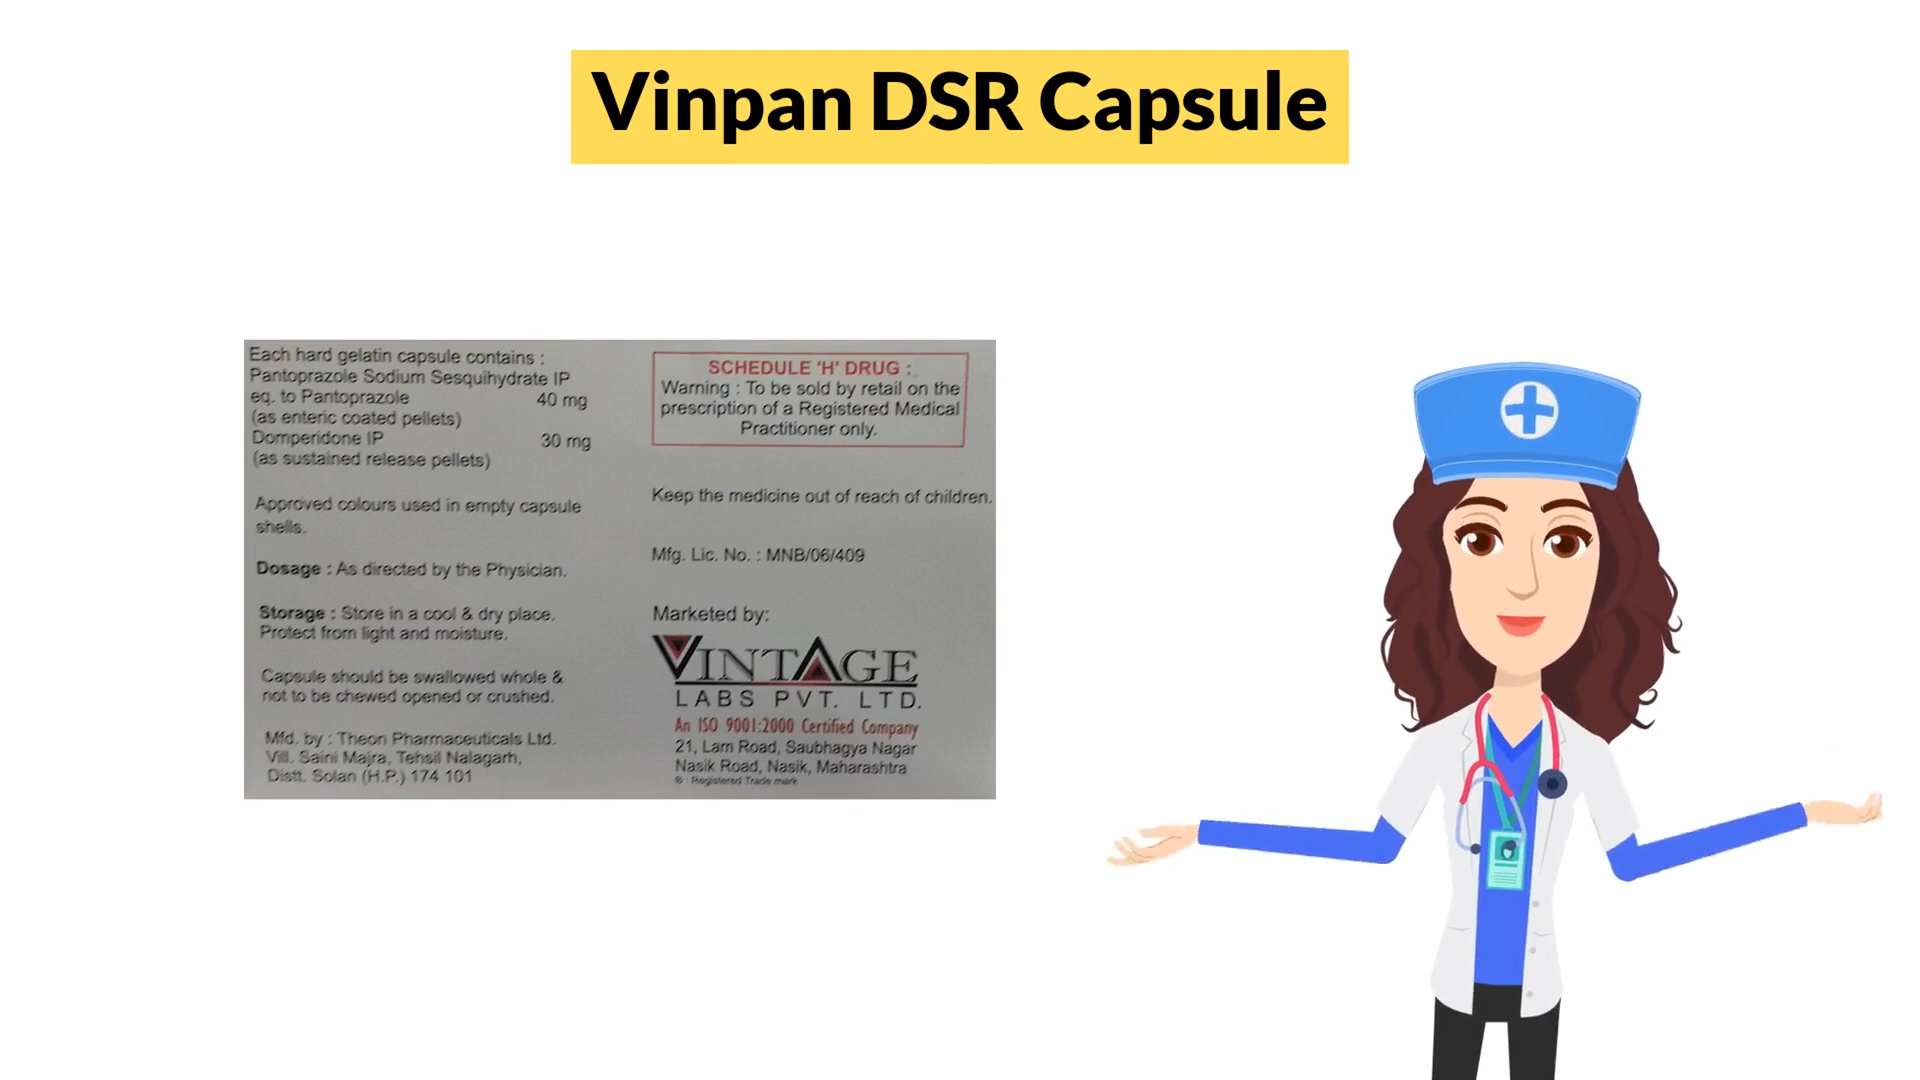 Vinpan DSR Capsule
Each hard gelatin capsule contains :
Pantoprazole Sodium Sesquihydrate IP
eq. to Pantoprazole 40 mg
(as enteric coated pellets)
Domperidone IP 30 mg
(as sustained release pellets)
Approved colours used in empty capsule
shells.
Dosage : As directed by the Physician.
Storage : Store in a cool & dry place.
Protect from light and moisture.
Capsule should be swallowed whole &
not to be chewed opened or crushed.
Mfd. by : Theon Pharmaceuticals Ltd.
Vill. Saini Majra, Tehsil Nalagarh,
Distt. Solan (H.P.) 174 101
SCHEDULE 'H' DRUG :
Warning : To be sold by retail on the
prescription of a Registered Medical
Practitioner only.
Keep the medicine out of reach of children.
Mfg. Lic. No. : MNB/06/409
Marketed by:
VINTAGE
LABS PVT. LTD.
An ISO 9001:2000 Certified Company
21, Lam Road, Saubhagya Nagar
Nasik Road, Nasik, Maharashtra
® : Registered Trade mark